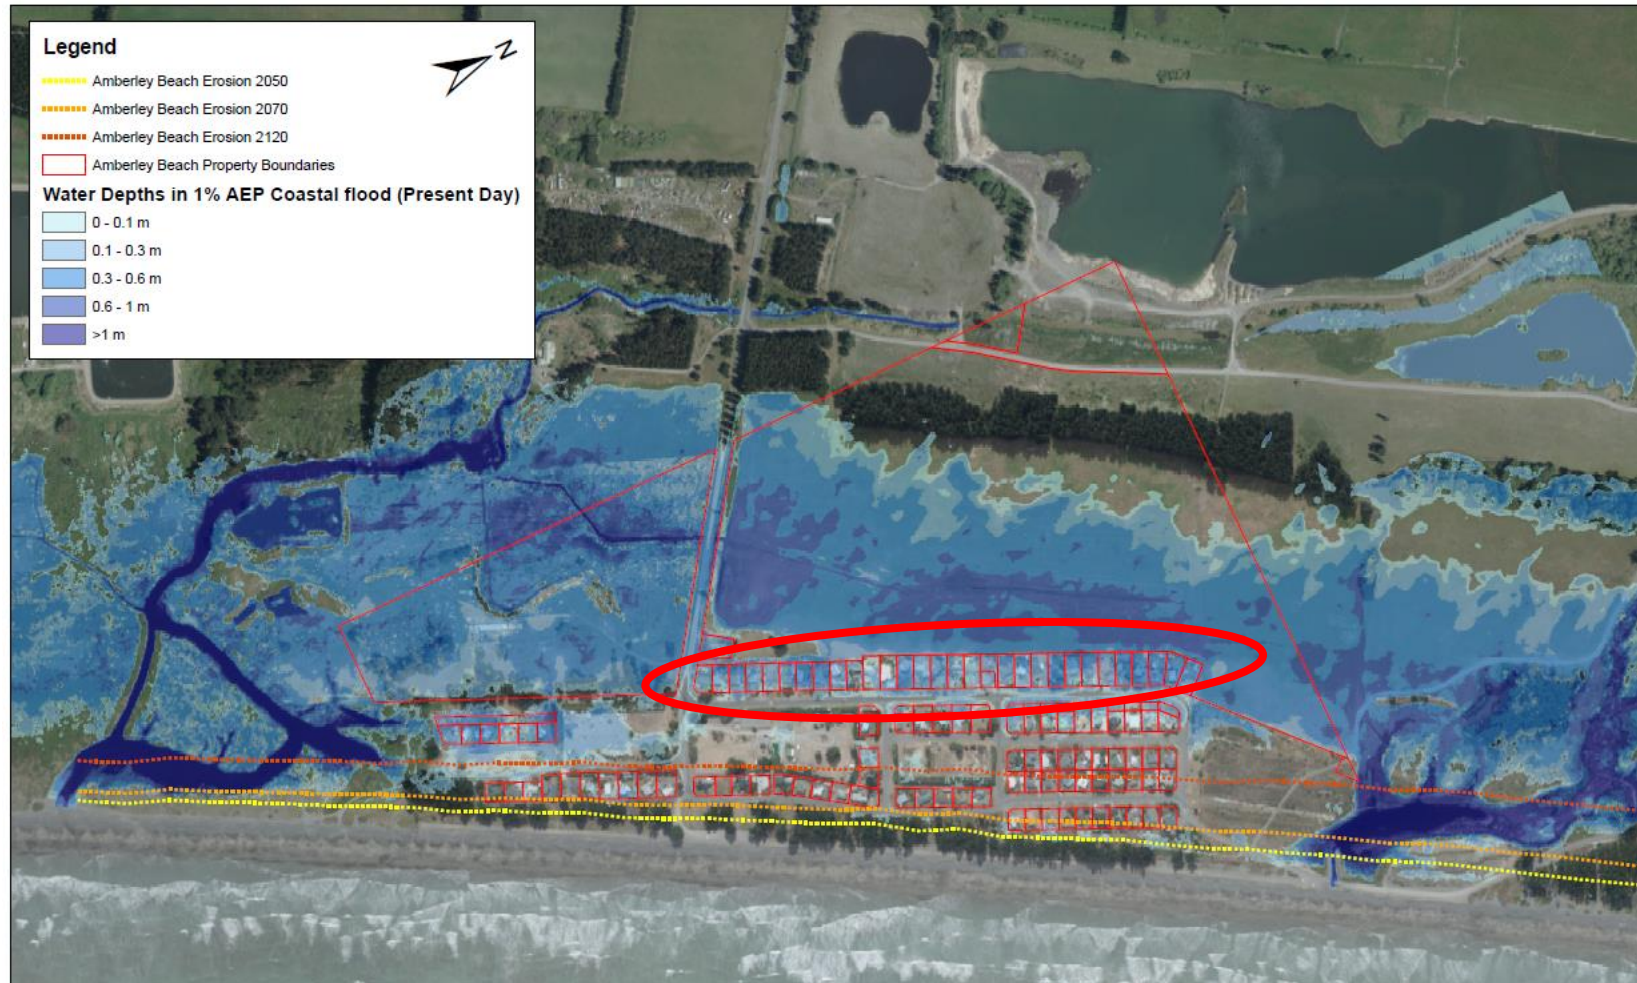 Legend
N
Amberley Beach Erosion 2050
Amberley Beach Erosion 2070
Amberley Beach Erosion 2120
Amberley Beach Property Boundaries
Water Depths in 1% AEP Coastal flood (Present Day)
0 - 0.1 m
0.1 - 0.3 m
0.3 - 0.6 m
0.6 - 1 m
>1 m